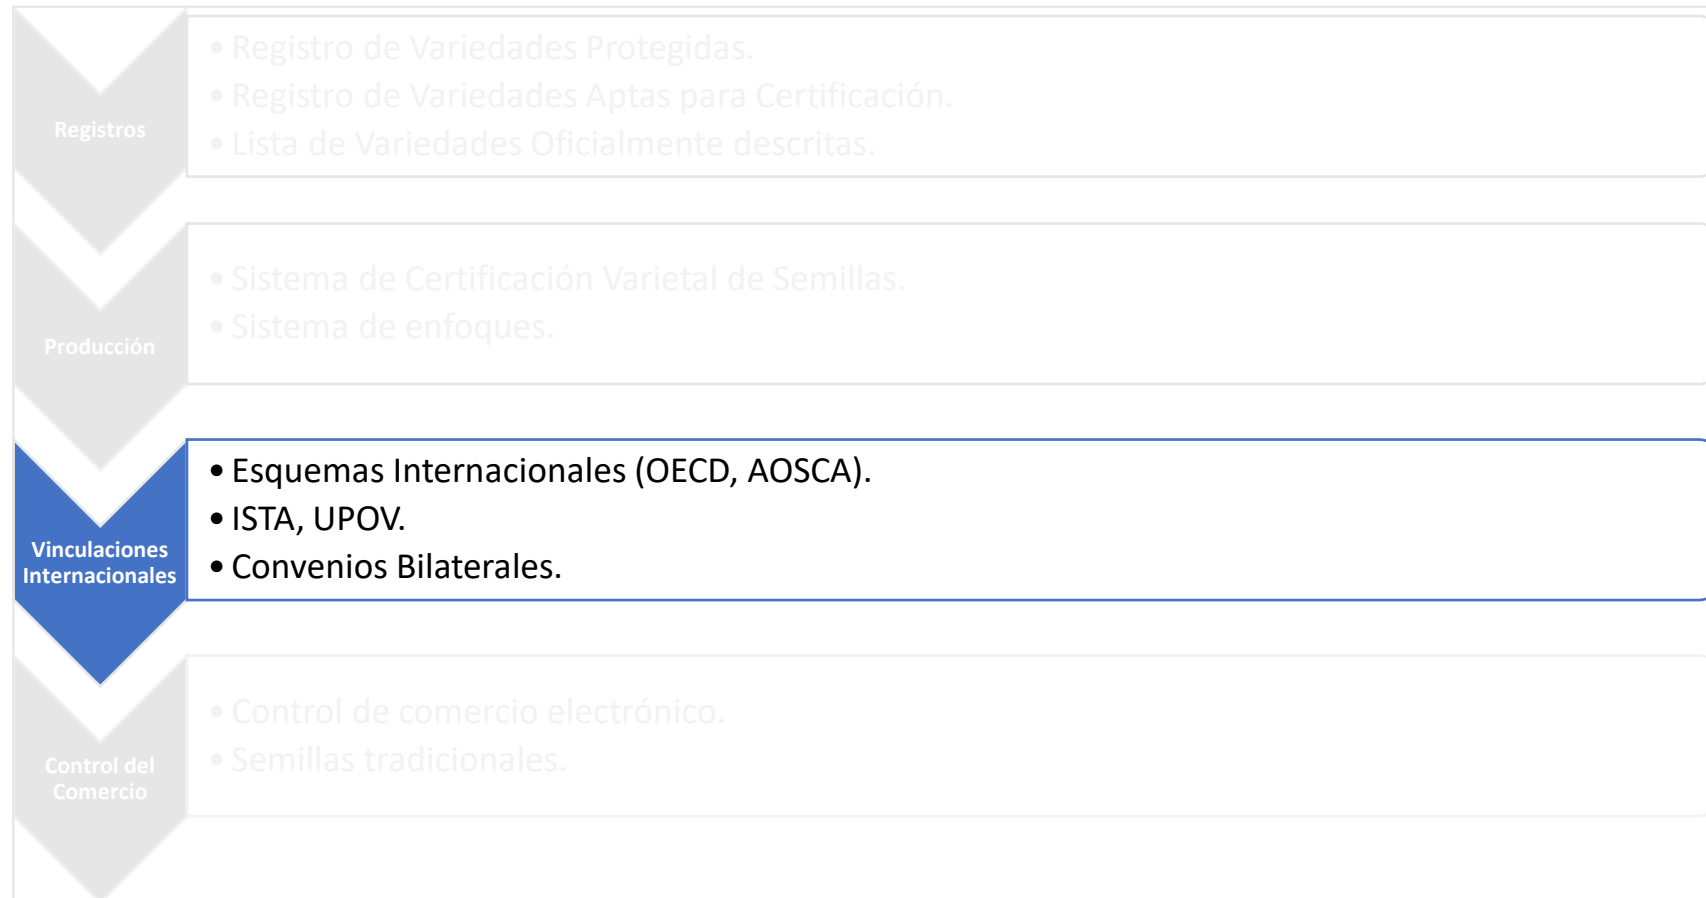 Registros
• Registro de Variedades Protegidas.
• Registro de Variedades Aptas para Certificación.
• Lista de Variedades Oficialmente descritas.
Producción
• Sistema de Certificación Varietal de Semillas.
• Sistema de enfoques.
Vinculaciones
Internacionales
• Esquemas Internacionales (OECD, AOSCA).
• ISTA, UPOV.
• Convenios Bilaterales.
Control del
Comercio
• Control de comercio electrónico.
• Semillas tradicionales.